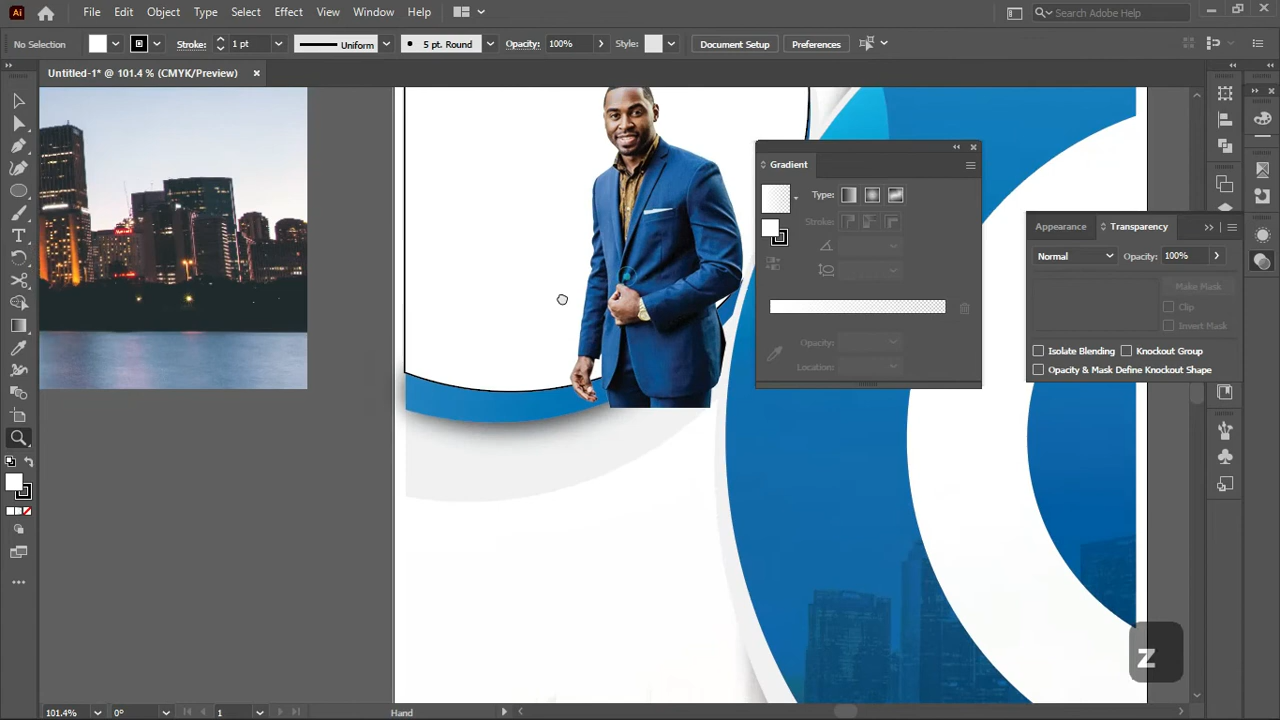 Ai File Edit Object Type Select Effect View Window Help Search Adobe Help
No Selection Stroke: 1 pt Uniform 5 pt. Round Opacity: 100% Style: Document Setup Preferences
Untitled-1* @ 101.4 % (CMYK/Preview)
Gradient
Type:
Stroke:
Opacity:
Location:
Appearance Transparency
Normal Opacity: 100%
Make Mask
Clip
Invert Mask
Isolate Blending Knockout Group
Opacity & Mask Define Knockout Shape
T
z
101.4% 0° 1 Hand